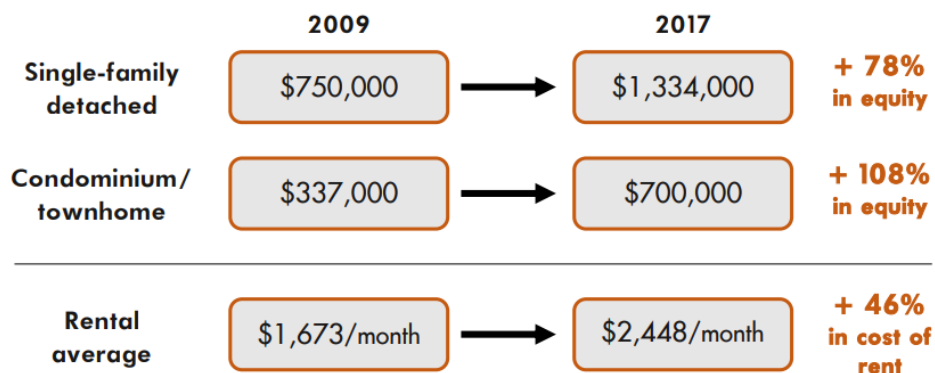 2009 2017
Single-family
detached
$750,000 $1,334,000
+ 78%
in equity
Condominium/
townhome
$337,000 $700,000
+ 108%
in equity
Rental
average
$1,673/month $2,448/month
+ 46%
in cost of
rent